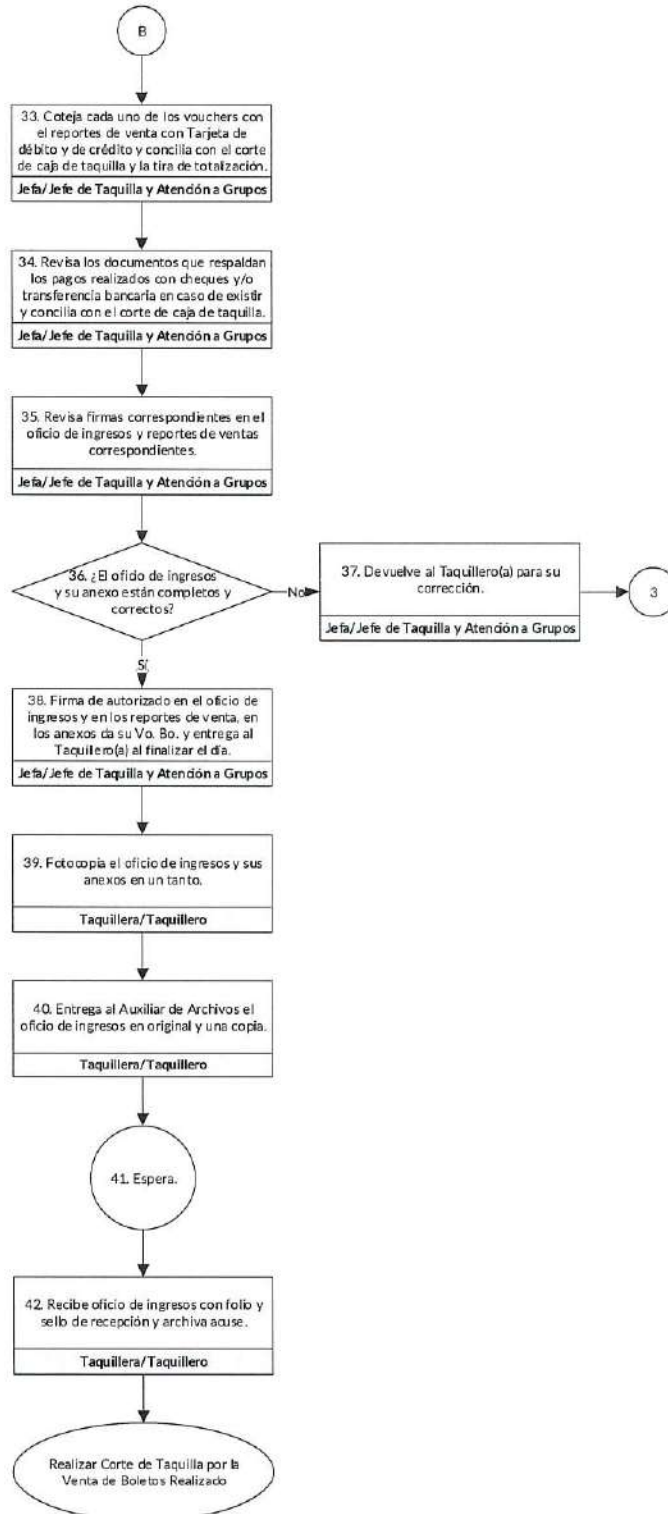 B
33. Coteja cada uno de los vouchers con
el reportes de venta con Tarjeta de
débito y de crédito y concilia con el corte
de caja de taquilla y la tira de totalización.
Jefa/Jefe de Taquilla y Atención a Grupos
34. Revisa los documentos que respaldan
los pagos realizados con cheques y/o
transferencia bancaria en caso de existir
y concilia con el corte de caja de taquilla.
Jefa/Jefe de Taquilla y Atención a Grupos
35. Revisa firmas correspondientes en el
oficio de ingresos y reportes de ventas
correspondientes.
Jefa/Jefe de Taquilla y Atención a Grupos
36. ¿El oficio de ingresos
y su anexo están completos y
correctos?
No
37. Devuelve al Taquillero(a) para su
corrección.
Jefa/Jefe de Taquilla y Atención a Grupos
3
Sí
38. Firma de autorizado en el oficio de
ingresos y en los reportes de venta, en
los anexos da su Vo. Bo. y entrega al
Taquillero(a) al finalizar el día.
Jefa/Jefe de Taquilla y Atención a Grupos
39. Fotocopia el oficio de ingresos y sus
anexos en un tanto.
Taquillera/Taquillero
40. Entrega al Auxiliar de Archivos el
oficio de ingresos en original y una copia.
Taquillera/Taquillero
41. Espera.
42. Recibe oficio de ingresos con folio y
sello de recepción y archiva acuse.
Taquillera/Taquillero
Realizar Corte de Taquilla por la
Venta de Boletos Realizado